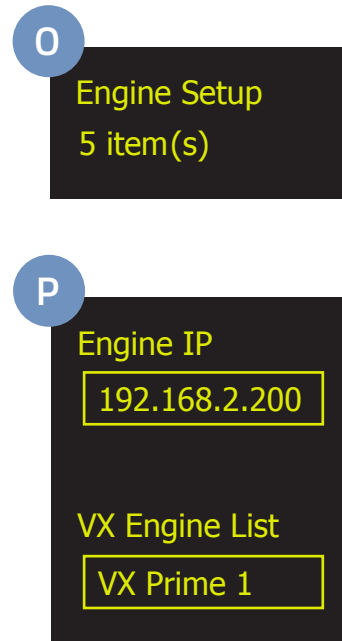 O
Engine Setup
5 item(s)
P
Engine IP
192.168.2.200
VX Engine List
VX Prime 1